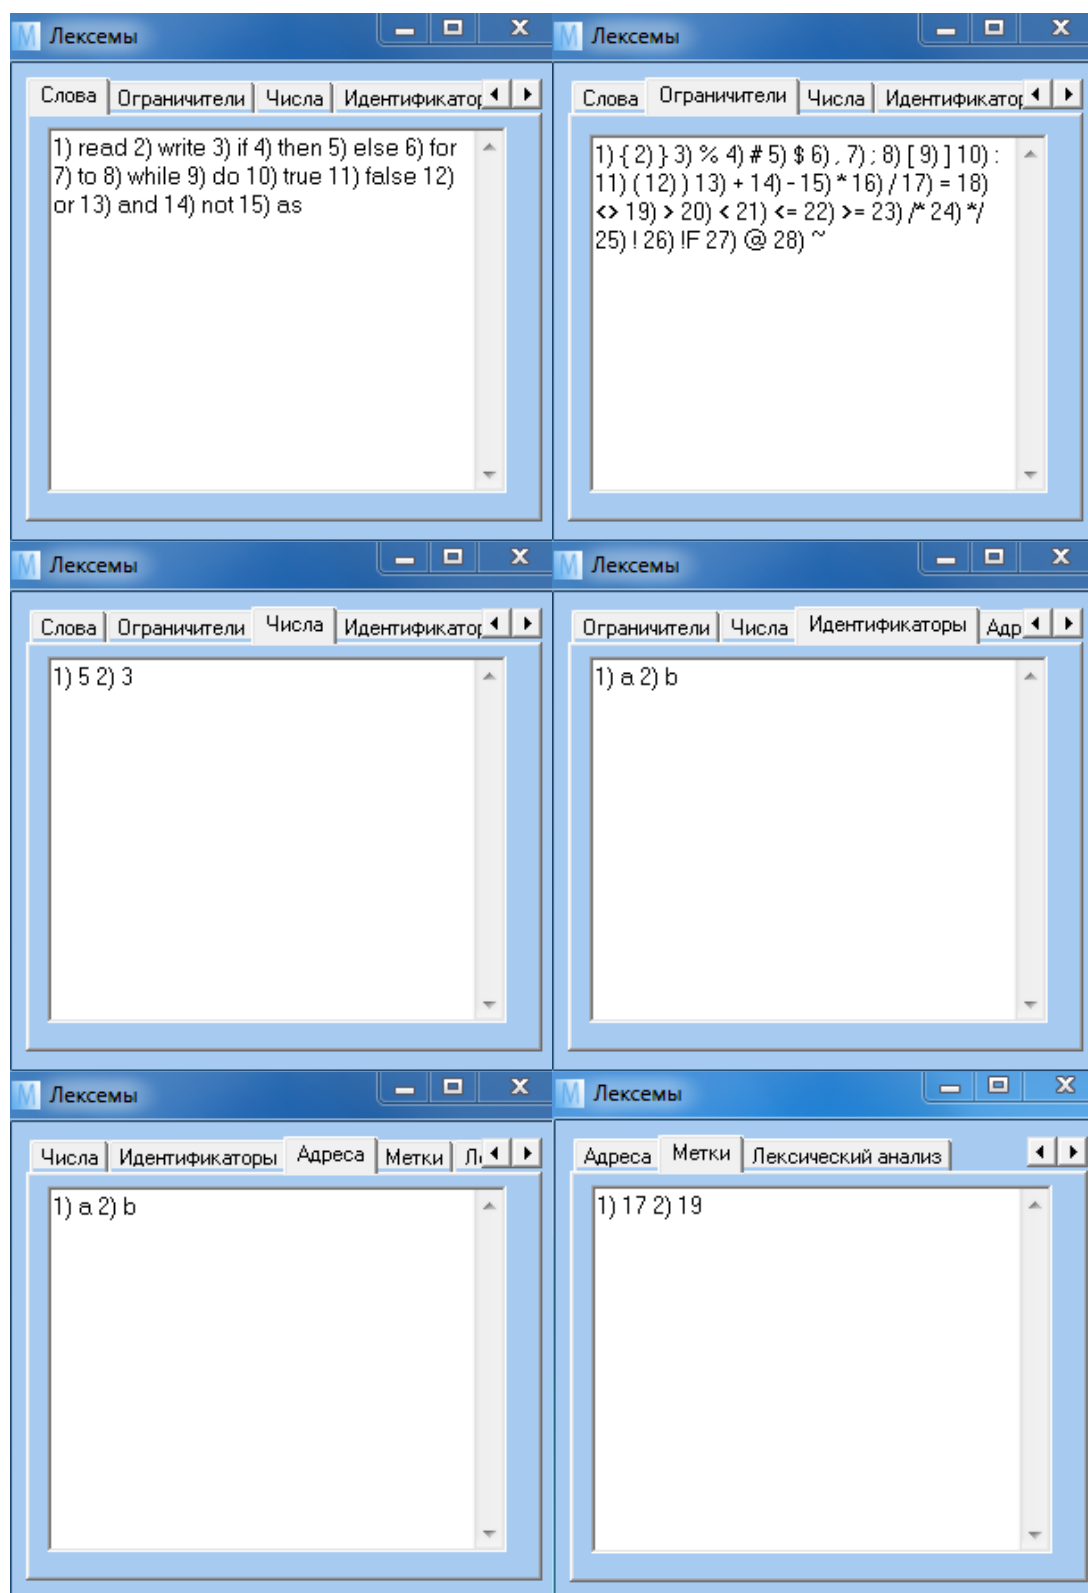 Лексемы
Слова Ограничители Числа Идентификатор
1) read 2) write 3) if 4) then 5) else 6) for
7) to 8) while 9) do 10) true 11) false 12)
or 13) and 14) not 15) as
Лексемы
Слова Ограничители Числа Идентификатор
1) { 2) } 3) % 4) # 5) $ 6) , 7) ; 8) [ 9) ] 10) :
11) ( 12) ) 13) + 14) - 15) * 16) / 17) = 18)
<> 19) > 20) < 21) <= 22) >= 23) /* 24) */
25) ! 26) !F 27) @ 28) ~
Лексемы
Слова Ограничители Числа Идентификатор
1) 5 2) 3
Лексемы
Ограничители Числа Идентификаторы Адр
1) a 2) b
Лексемы
Числа Идентификаторы Адреса Метки Л
1) a 2) b
Лексемы
Адреса Метки Лексический анализ
1) 17 2) 19